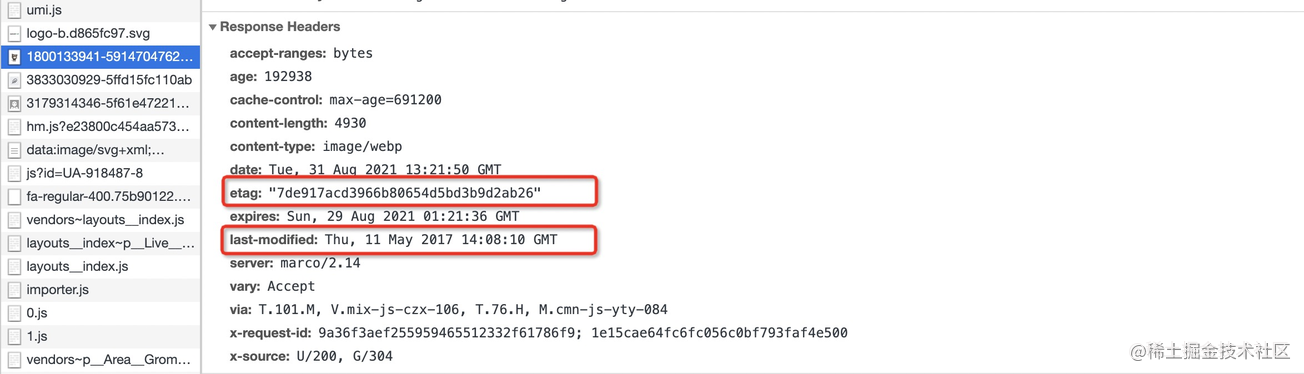 umi.js
logo-b.d865fc97.svg
1800133941-5914704762...
3833030929-5ffd15fc110ab
3179314346-5f61e47221...
hm.js?e23800c454aa573...
data:image/svg+xml;...
js?id=UA-918487-8
fa-regular-400.75b90122....
vendors~layouts__index.js
layouts__index~p__Live__...
layouts__index.js
importer.js
0.js
1.js
vendors~p__Area__Grom...
Response Headers
accept-ranges: bytes
age: 192938
cache-control: max-age=691200
content-length: 4930
content-type: image/webp
date: Tue, 31 Aug 2021 13:21:50 GMT
etag: "7de917acd3966b80654d5bd3b9d2ab26"
expires: Sun, 29 Aug 2021 01:21:36 GMT
last-modified: Thu, 11 May 2017 14:08:10 GMT
server: marco/2.14
vary: Accept
via: T.101.M, V.mix-js-czx-106, T.76.H, M.cmn-js-yty-084
x-request-id: 9a36f3aef255959465512332f61786f9; 1e15cae64fc6fc056c0bf793faf4e500
x-source: U/200, G/304
@稀土掘金技术社区